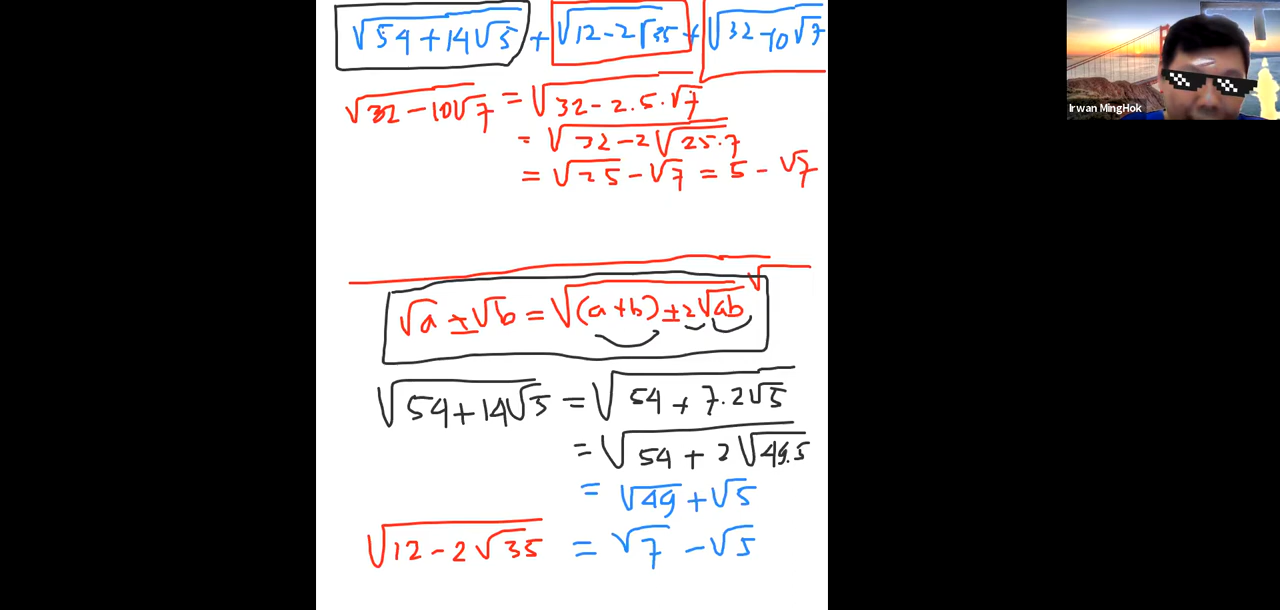 √(54+14√5) + √(12-2√35) + √(32-10√7)
Irwan MingHok
√(32-10√7) = √(32-2.5.√7)
= √(32-2√(25.7))
= √25 - √7 = 5 - √7
√a ± √b = √((a+b) ± 2√ab) √
√(54+14√5) = √(54+7.2√5)
= √(54+2√(49.5))
= √49 + √5
√(12-2√35) = √7 - √5